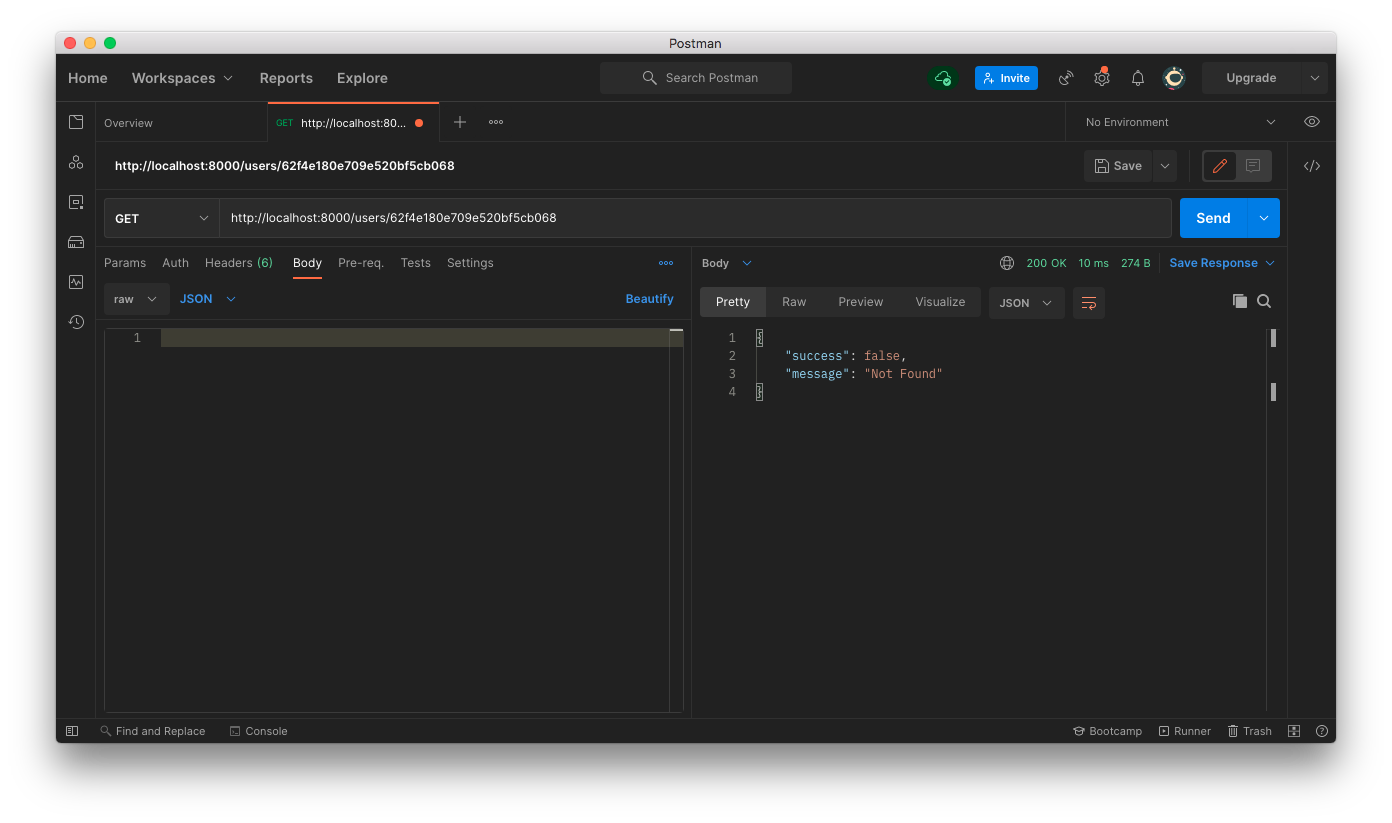 Postman
Home Workspaces Reports Explore Search Postman Invite Upgrade
Overview GET http://localhost:80... No Environment
http://localhost:8000/users/62f4e180e709e520bf5cb068 Save
GET http://localhost:8000/users/62f4e180e709e520bf5cb068 Send
Params Auth Headers (6) Body Pre-req. Tests Settings
raw JSON Beautify
1
Body 200 OK 10 ms 274 B Save Response
Pretty Raw Preview Visualize JSON
1 {
2 "success": false,
3 "message": "Not Found"
4 }
Find and Replace Console Bootcamp Runner Trash